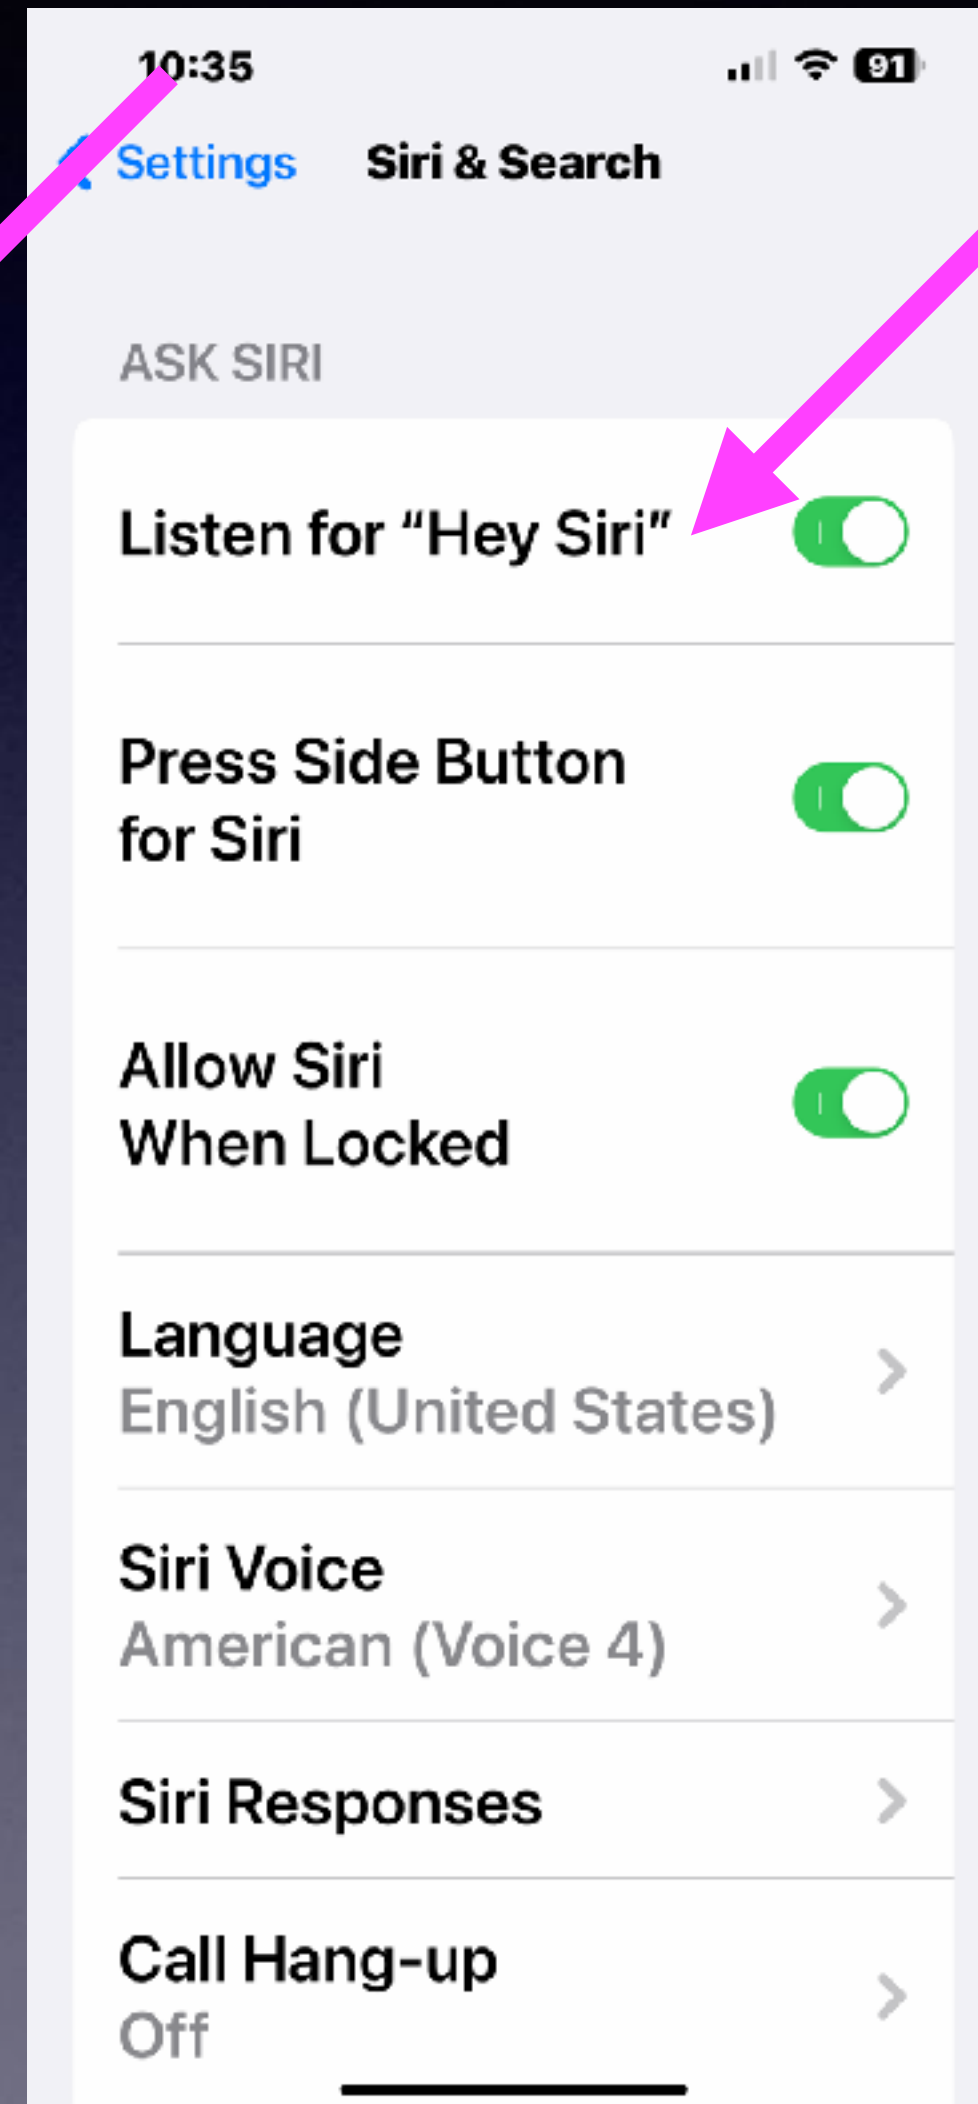 10:35 91
Settings Siri & Search
ASK SIRI
Listen for “Hey Siri”
Press Side Button
for Siri
Allow Siri
When Locked
Language
English (United States)
Siri Voice
American (Voice 4)
Siri Responses
Call Hang-up
Off